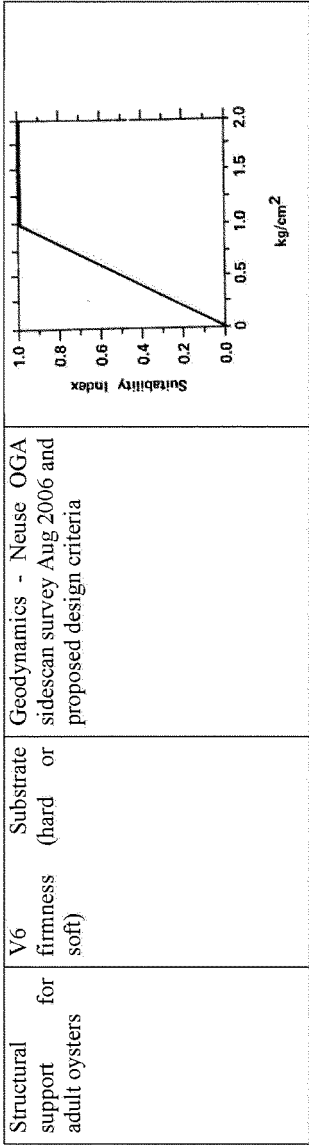 Structural
support for
adult oysters
V6 Substrate
firmness (hard or
soft)
Geodynamics - Neuse OGA
sidescan survey Aug 2006 and
proposed design criteria
Suitability Index
1.0
0.8
0.6
0.4
0.2
0.0
0 0.5 1.0 1.5 2.0
kg/cm²